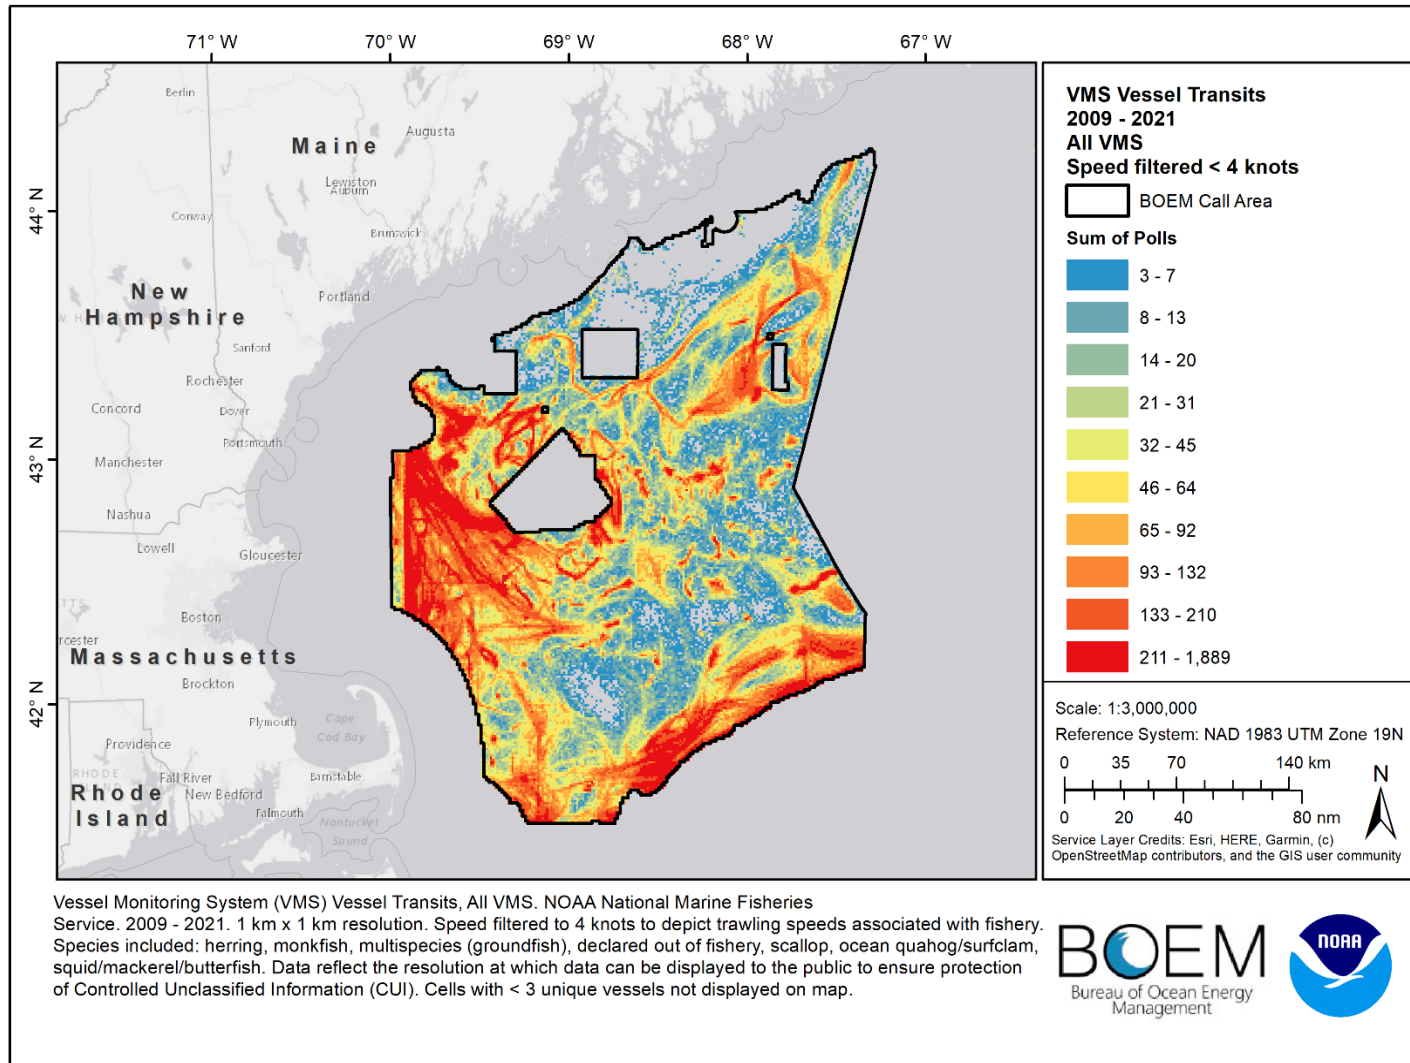 71° W
70° W
69° W
68° W
67° W
44° N
43° N
42° N
Berlin
Maine
Augusta
Lewiston
Auburn
Conway
Brunswick
New
Hampshire
Portland
Sanford
Rochester
Concord
Dover
Portsmouth
Manchester
Nashua
Lowell
Gloucester
Boston
Massachusetts
Brockton
Plymouth
Cape
Cod Bay
Providence
Fall River
Barnstable
RHODE
Rhode
Island
New Bedford
Falmouth
Nantucket
Sound
VMS Vessel Transits
2009 - 2021
All VMS
Speed filtered < 4 knots
BOEM Call Area
Sum of Polls
3 - 7
8 - 13
14 - 20
21 - 31
32 - 45
46 - 64
65 - 92
93 - 132
133 - 210
211 - 1,889
Scale: 1:3,000,000
Reference System: NAD 1983 UTM Zone 19N
0 35 70 140 km
N
0 20 40 80 nm
Service Layer Credits: Esri, HERE, Garmin, (c)
OpenStreetMap contributors, and the GIS user community
Vessel Monitoring System (VMS) Vessel Transits, All VMS. NOAA National Marine Fisheries
Service. 2009 - 2021. 1 km x 1 km resolution. Speed filtered to 4 knots to depict trawling speeds associated with fishery.
Species included: herring, monkfish, multispecies (groundfish), declared out of fishery, scallop, ocean quahog/surfclam,
squid/mackerel/butterfish. Data reflect the resolution at which data can be displayed to the public to ensure protection
of Controlled Unclassified Information (CUI). Cells with < 3 unique vessels not displayed on map.
BOEM
Bureau of Ocean Energy
Management
NOAA